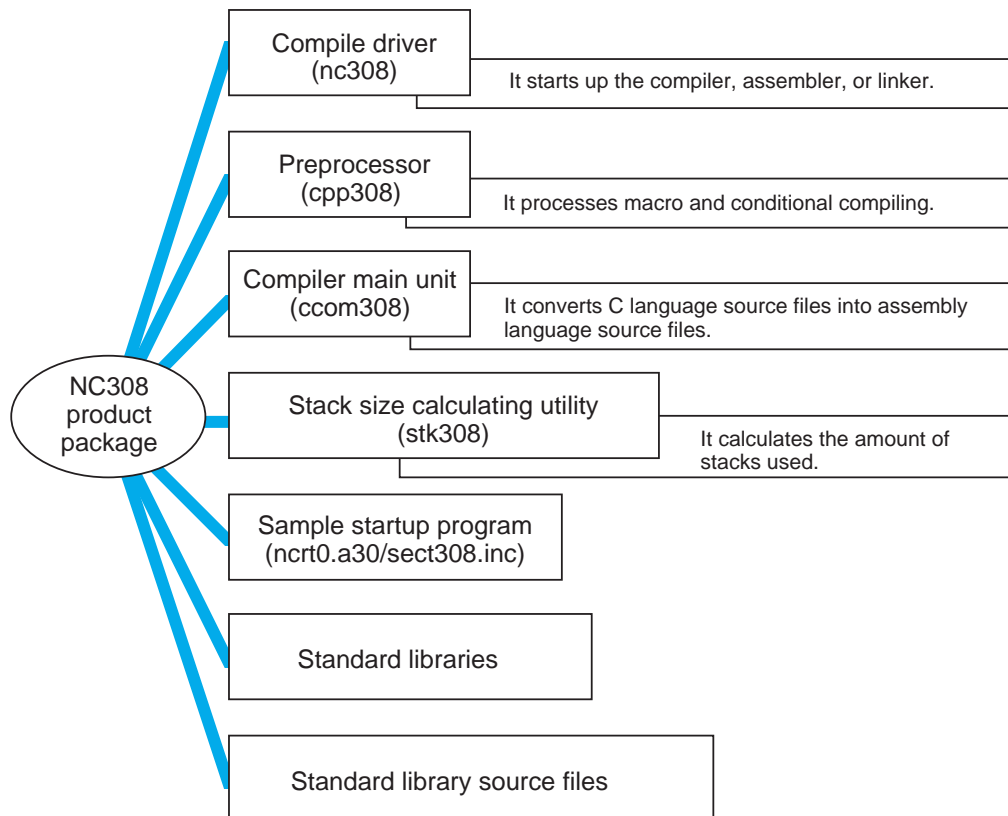 Compile driver
(nc308)
It starts up the compiler, assembler, or linker.
Preprocessor
(cpp308)
It processes macro and conditional compiling.
Compiler main unit
(ccom308)
It converts C language source files into assembly
language source files.
NC308
product
package
Stack size calculating utility
(stk308)
It calculates the amount of
stacks used.
Sample startup program
(ncrt0.a30/sect308.inc)
Standard libraries
Standard library source files